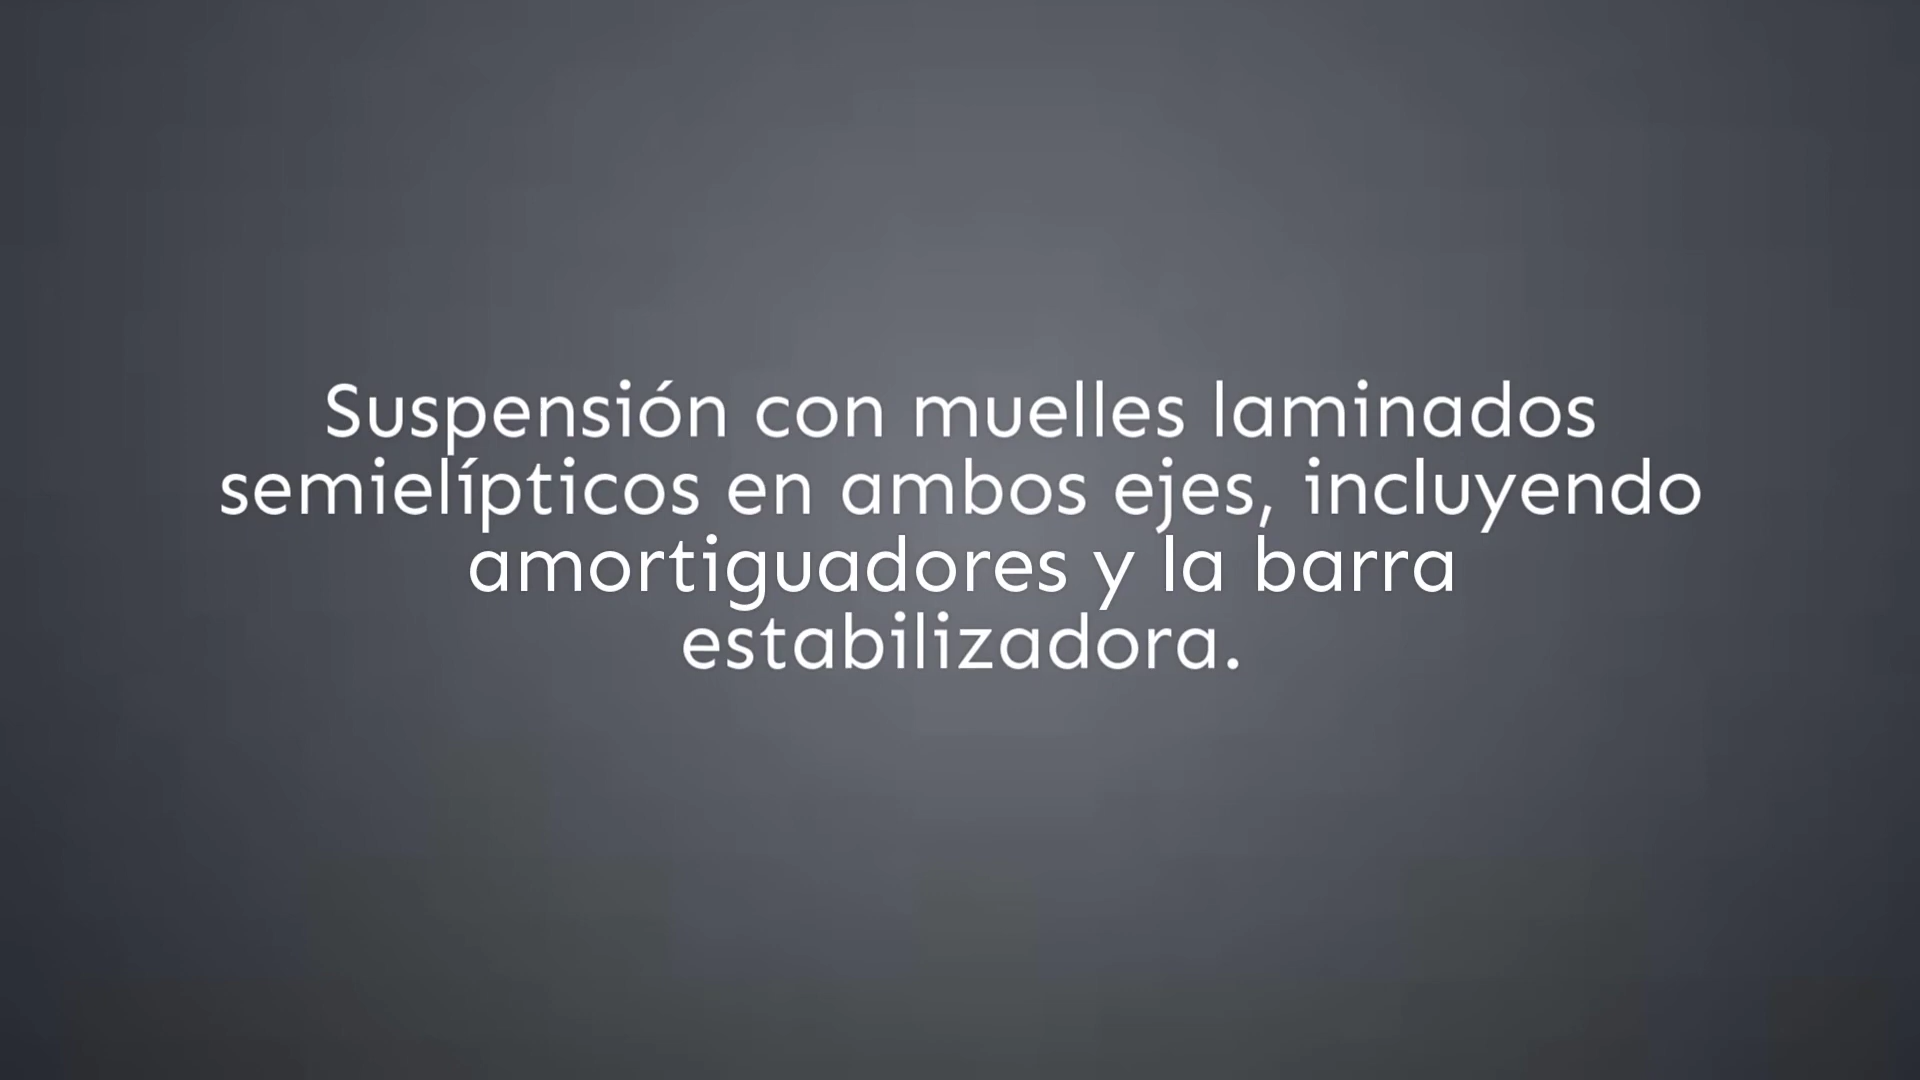 Suspensión con muelles laminados
semielípticos en ambos ejes, incluyendo
amortiguadores y la barra
estabilizadora.